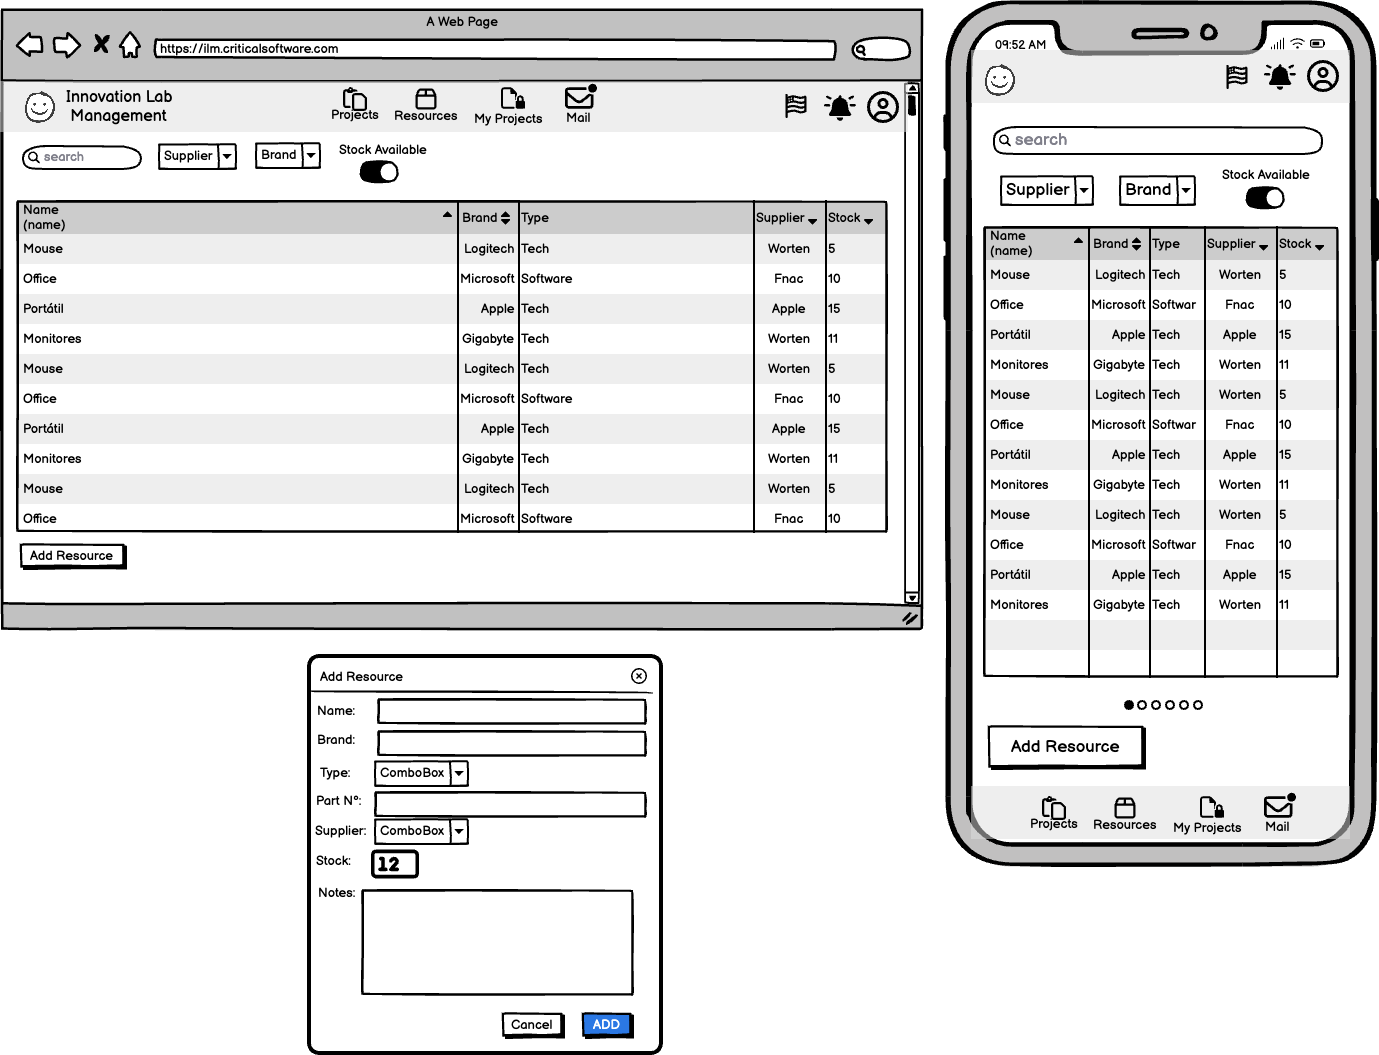 A Web Page
https://ilm.criticalsoftware.com
Innovation Lab
Management
Projects
Resources
My Projects
Mail
search
Supplier
Brand
Stock Available
Name
(name) Brand Type Supplier Stock
Mouse Logitech Tech Worten 5
Office Microsoft Software Fnac 10
Portátil Apple Tech Apple 15
Monitores Gigabyte Tech Worten 11
Mouse Logitech Tech Worten 5
Office Microsoft Software Fnac 10
Portátil Apple Tech Apple 15
Monitores Gigabyte Tech Worten 11
Mouse Logitech Tech Worten 5
Office Microsoft Software Fnac 10
Add Resource
09:52 AM
search
Stock Available
Supplier
Brand
Name
(name) Brand Type Supplier Stock
Mouse Logitech Tech Worten 5
Office Microsoft Softwar Fnac 10
Portátil Apple Tech Apple 15
Monitores Gigabyte Tech Worten 11
Mouse Logitech Tech Worten 5
Office Microsoft Softwar Fnac 10
Portátil Apple Tech Apple 15
Monitores Gigabyte Tech Worten 11
Mouse Logitech Tech Worten 5
Office Microsoft Softwar Fnac 10
Portátil Apple Tech Apple 15
Monitores Gigabyte Tech Worten 11
Add Resource
Projects
Resources
My Projects
Mail
Add Resource
Name:
Brand:
Type: ComboBox
Part Nº:
Supplier: ComboBox
Stock: 12
Notes:
Cancel
ADD